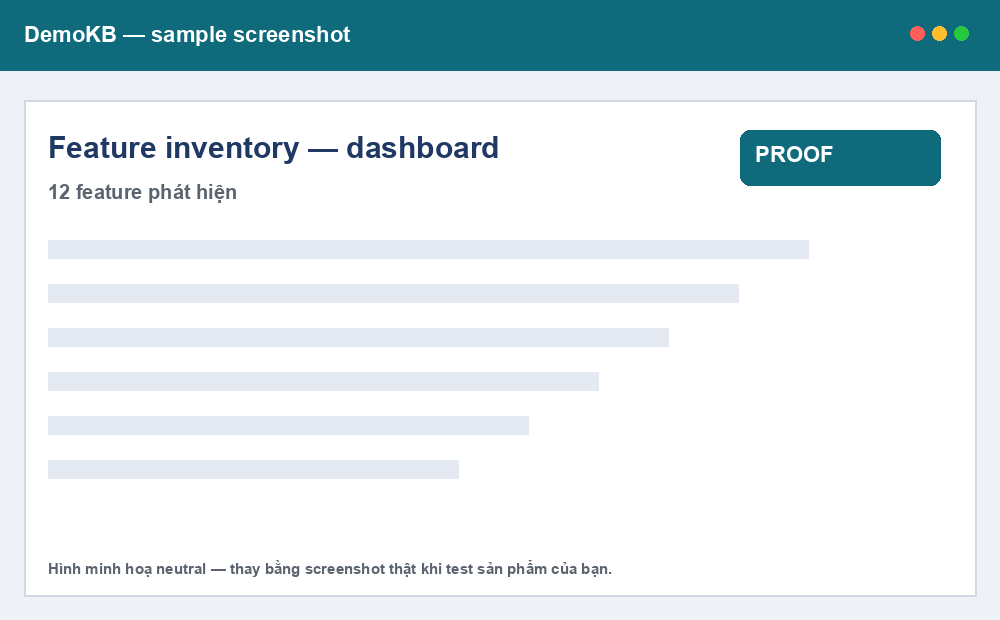 DemoKB — sample screenshot
Feature inventory — dashboard
PROOF
12 feature phát hiện
Hình minh hoạ neutral — thay bằng screenshot thật khi test sản phẩm của bạn.